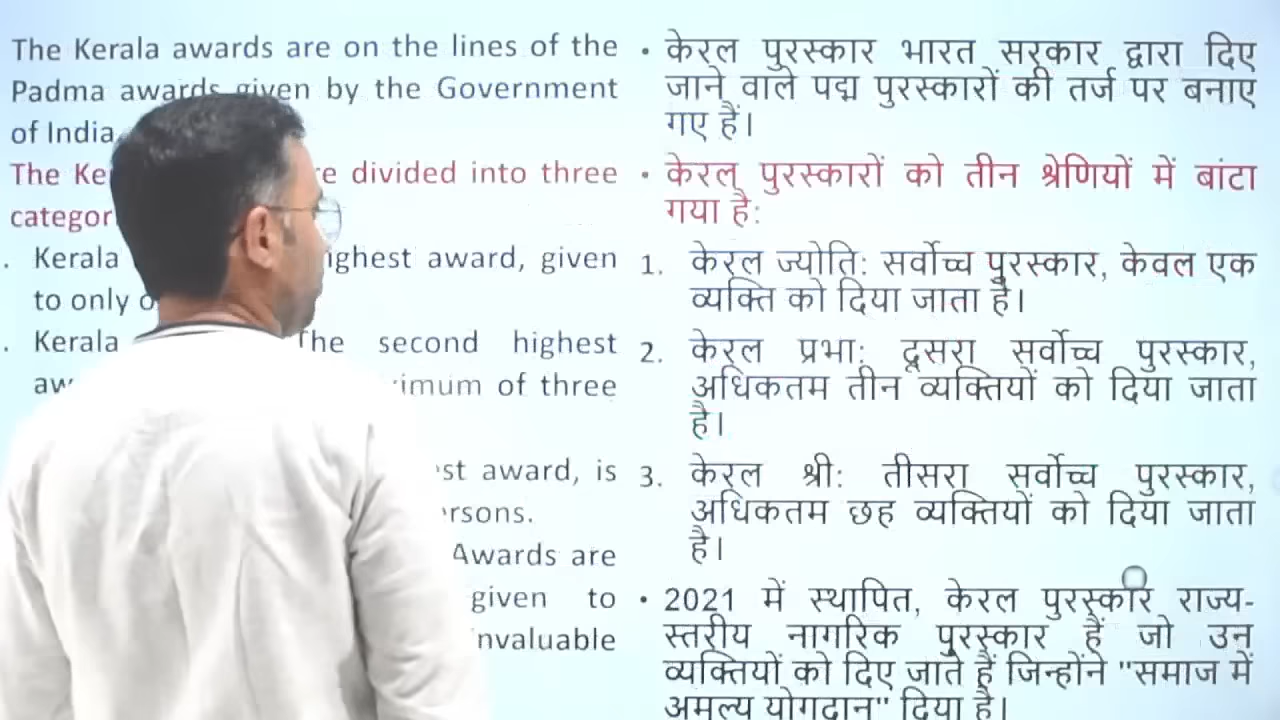 The Kerala awards are on the lines of the
Padma awards given by the Government
of India
The Ke divided into three
categor
. Kerala ighest award, given
to only o
. Kerala The second highest
aw imum of three
st award, is
rsons.
Awards are
given to
nvaluable
• केरल पुरस्कार भारत सरकार द्वारा दिए
जाने वाले पद्म पुरस्कारों की तर्ज पर बनाए
गए हैं।
• केरल पुरस्कारों को तीन श्रेणियों में बांटा
गया है:
1. केरल ज्योति: सर्वोच्च पुरस्कार, केवल एक
व्यक्ति को दिया जाता है।
2. केरल प्रभा: दूसरा सर्वोच्च पुरस्कार,
अधिकतम तीन व्यक्तियों को दिया जाता
है।
3. केरल श्री: तीसरा सर्वोच्च पुरस्कार,
अधिकतम छह व्यक्तियों को दिया जाता
है।
• 2021 में स्थापित, केरल पुरस्कार राज्य-
स्तरीय नागरिक पुरस्कार हैं जो उन
व्यक्तियों को दिए जाते हैं जिन्होंने "समाज में
अमूल्य योगदान" दिया है।